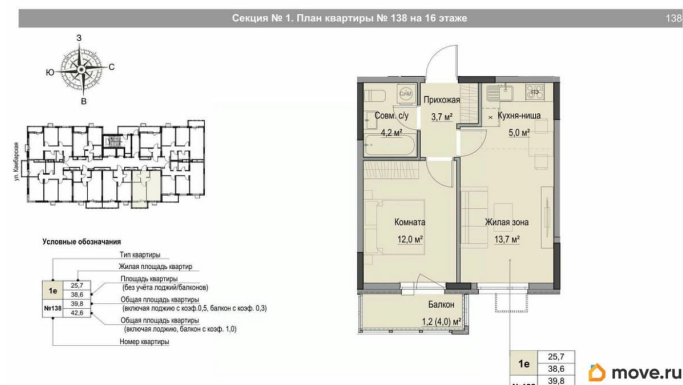 Секция № 1. План квартиры № 138 на 16 этаже
138
З
Ю
С
В
ул. Камбарская
Прихожая
3,7 м²
Совм. с/у
4,2 м²
Кухня-ниша
5,0 м²
Комната
12,0 м²
Жилая зона
13,7 м²
Балкон
1,2 (4,0) м²
Условные обозначания
Тип квартиры
Жилая площадь квартир
Площадь квартиры
(без учёта лоджий/балконов)
Общая площадь квартиры
(включая лоджию с коэф.0,5, балкон с коэф. 0,3)
Общая площадь квартиры
(включая лоджию, балкон с коэф. 1,0)
Номер квартиры
1е
25,7
38,6
№138
39,8
42,6
1е
25,7
38,6
39,8
move.ru